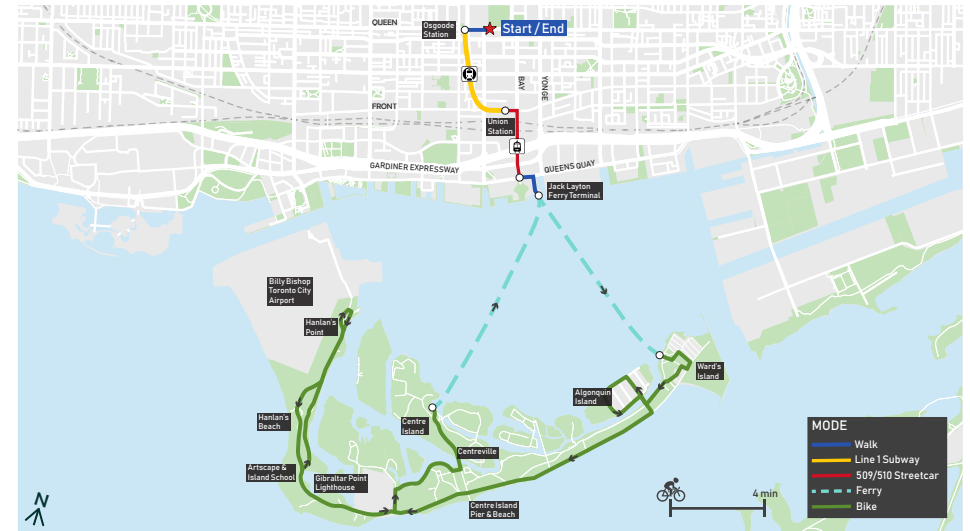 QUEEN
Osgoode
Station
Start / End
BAY
YONGE
FRONT
Union
Station
GARDINER EXPRESSWAY
QUEENS QUAY
Jack Layton
Ferry Terminal
Billy Bishop
Toronto City
Airport
Hanlan's
Point
Ward's
Island
Algonquin
Island
Hanlan's
Beach
Centre
Island
Centreville
Artscape &
Island School
Gibraltar Point
Lighthouse
Centre Island
Pier & Beach
MODE
Walk
Line 1 Subway
509/510 Streetcar
Ferry
Bike
4 min
N